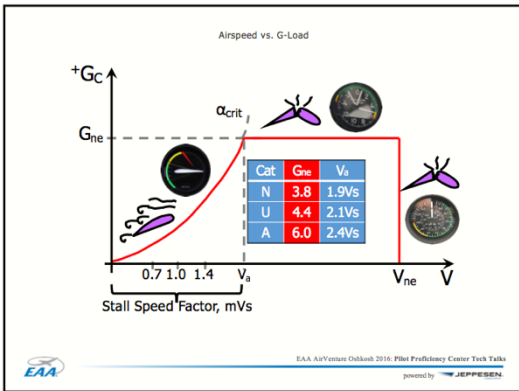 Airspeed vs. G-Load
+GC
αcrit
Gne
Cat Gne Va
N 3.8 1.9Vs
U 4.4 2.1Vs
A 6.0 2.4Vs
0.7 1.0 1.4 Va Vne V
Stall Speed Factor, mVs
EAA AirVenture Oshkosh 2016: Pilot Proficiency Center Tech Talks
EAA
powered by JEPPESEN